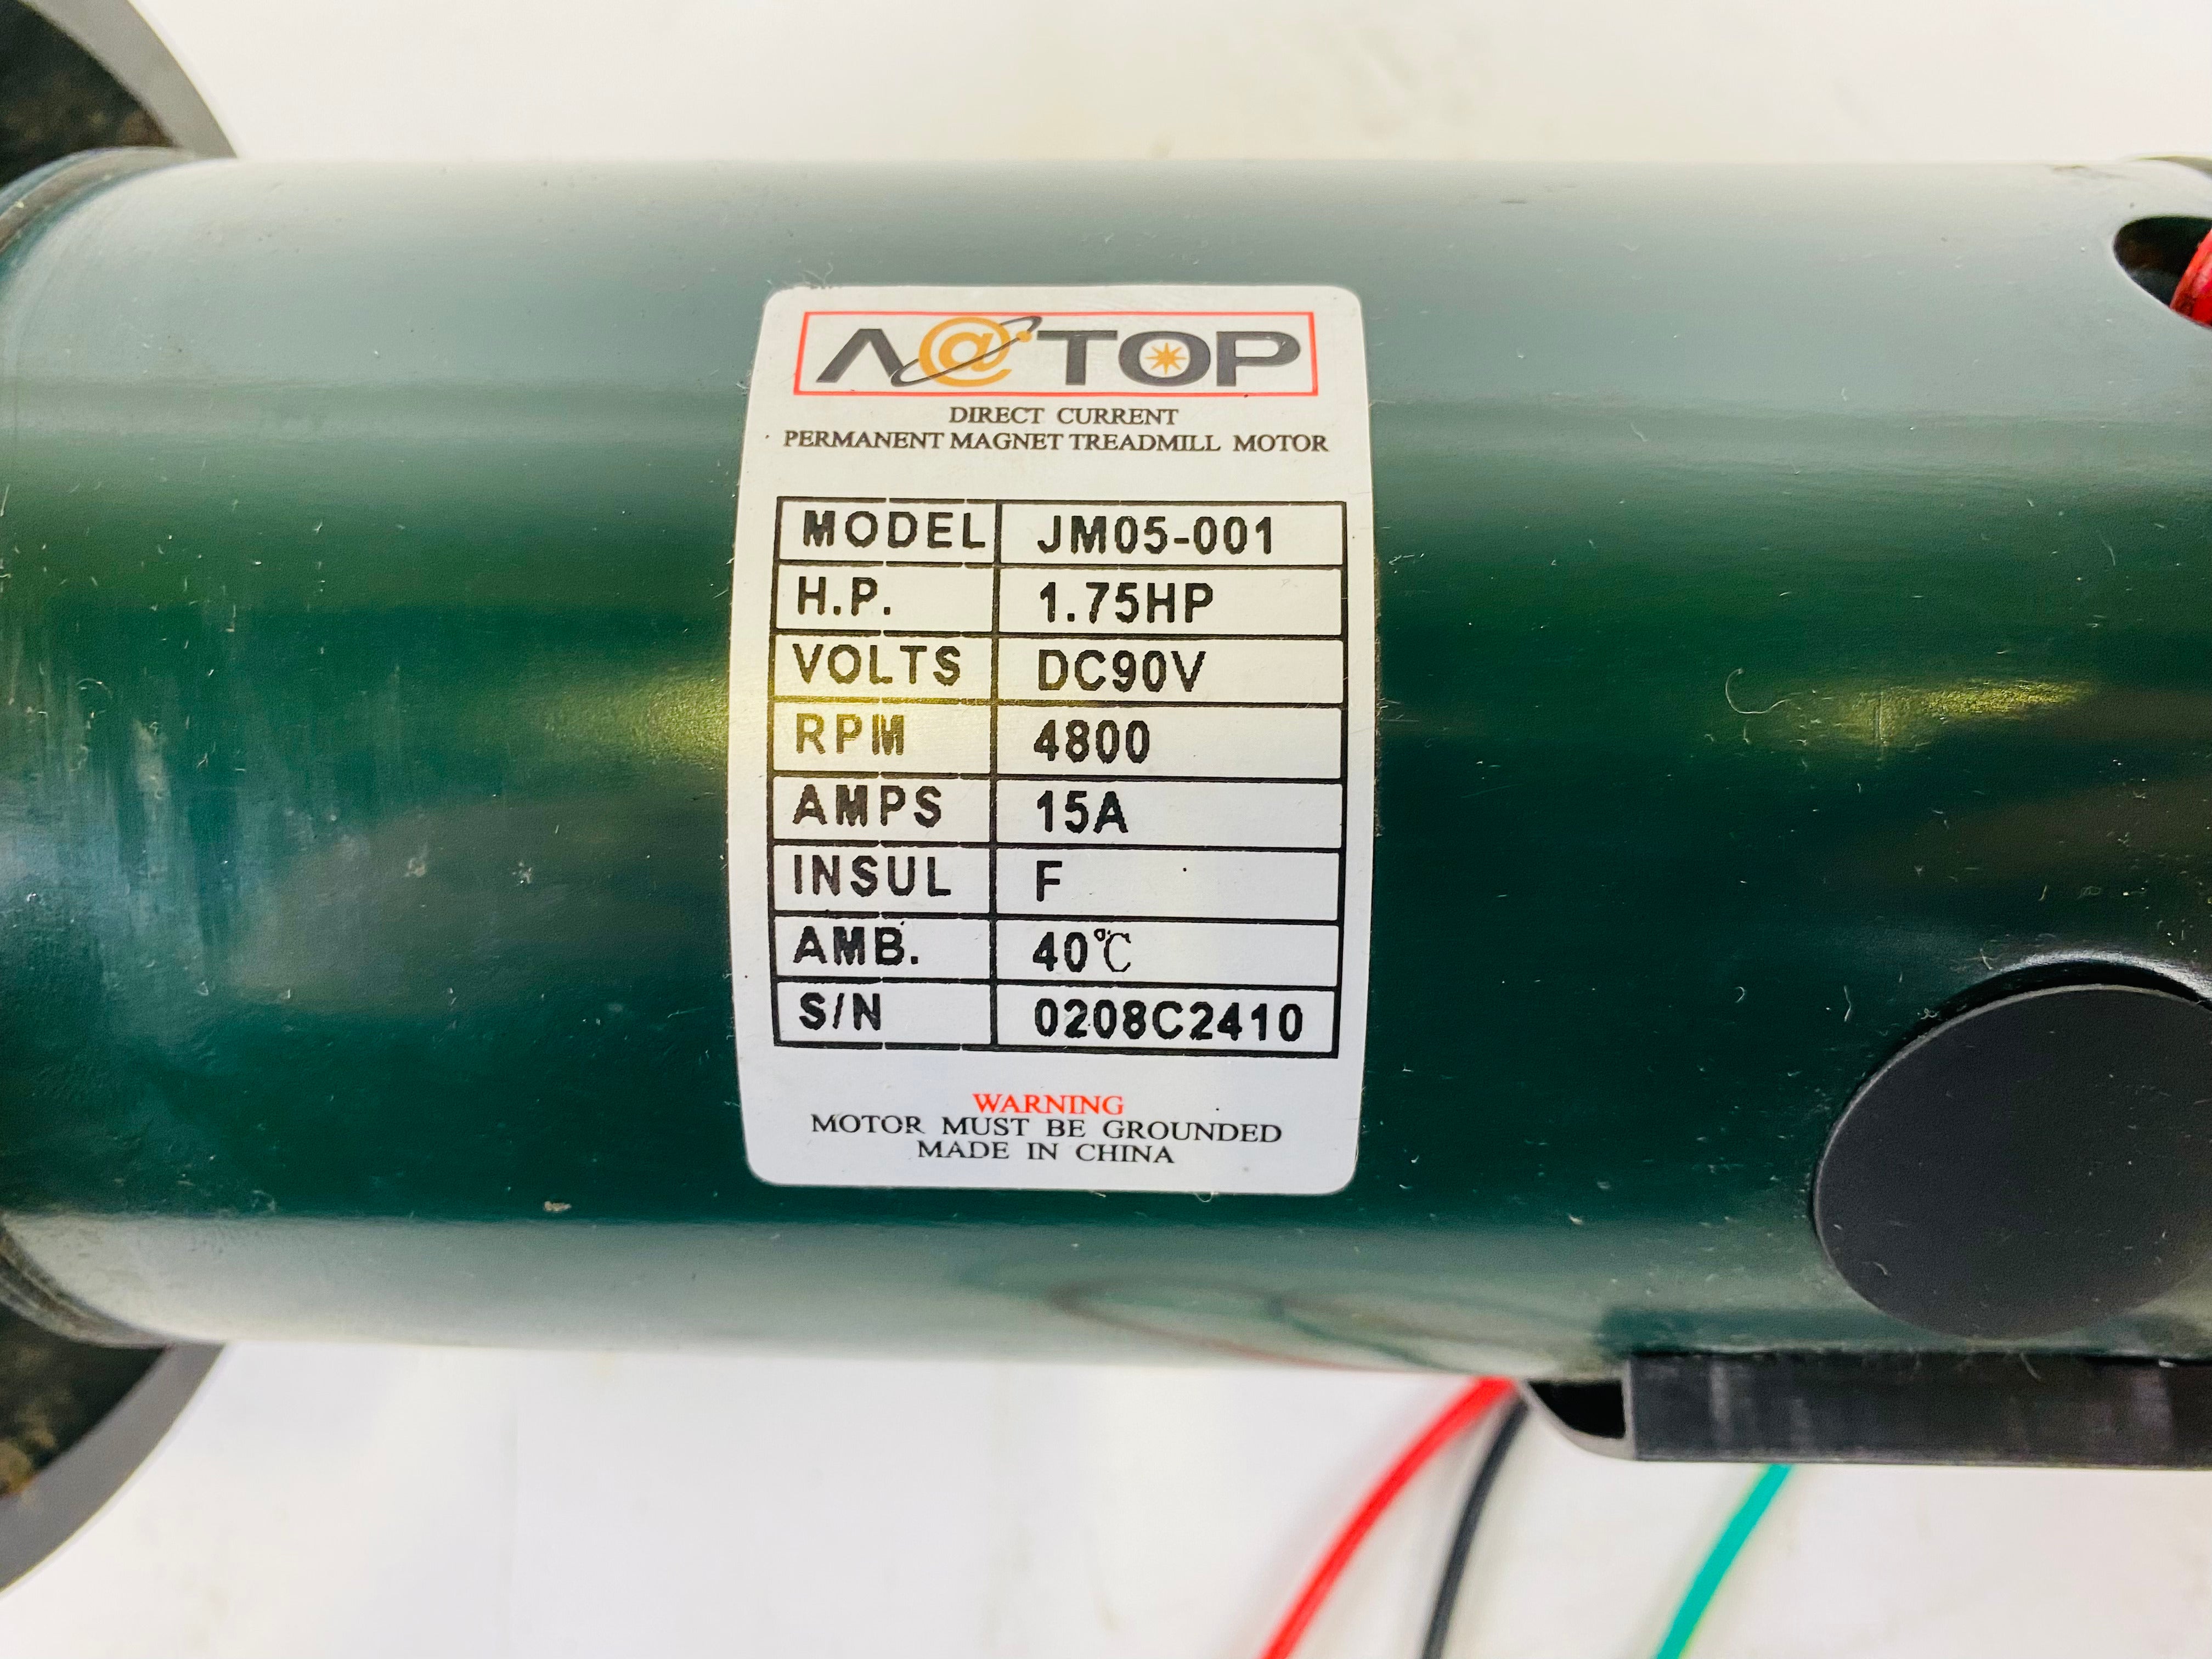 A@TOP
DIRECT CURRENT
PERMANENT MAGNET TREADMILL MOTOR
MODEL JM05-001
H.P. 1.75HP
VOLTS DC90V
RPM 4800
AMPS 15A
INSUL F
AMB. 40℃
S/N 0208C2410
WARNING
MOTOR MUST BE GROUNDED
MADE IN CHINA